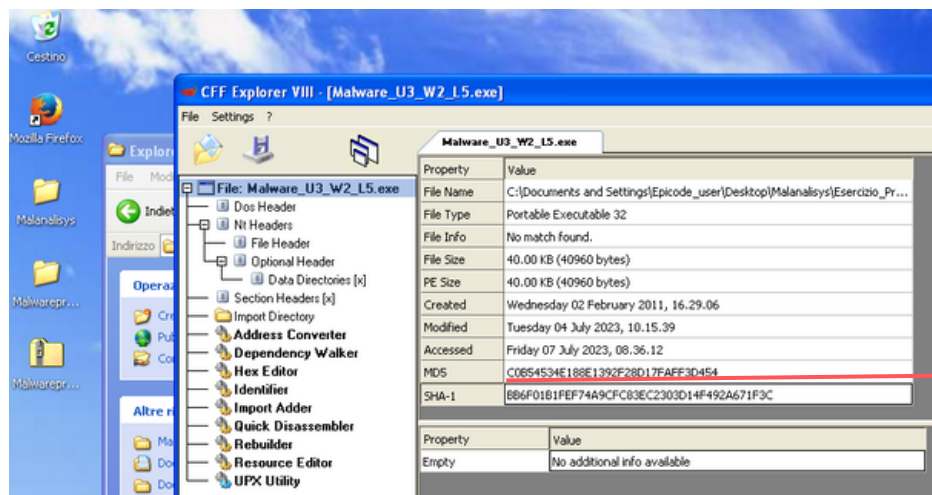 Cestino
Mozilla Firefox
Malanalisys
Malwarepr...
Malwarepr...
Explor
File Mod
Indiet
Indirizzo
Operaz
Cre
Pub
Co
Altre ri
Ma
Do
Do
CFF Explorer VIII - [Malware_U3_W2_L5.exe]
File Settings ?
File: Malware_U3_W2_L5.exe
Dos Header
Nt Headers
File Header
Optional Header
Data Directories [x]
Section Headers [x]
Import Directory
Address Converter
Dependency Walker
Hex Editor
Identifier
Import Adder
Quick Disassembler
Rebuilder
Resource Editor
UPX Utility
Malware_U3_W2_L5.exe
Property Value
File Name C:\Documents and Settings\Epicode_user\Desktop\Malanalisys\Esercizio_Pr...
File Type Portable Executable 32
File Info No match found.
File Size 40.00 KB (40960 bytes)
PE Size 40.00 KB (40960 bytes)
Created Wednesday 02 February 2011, 16.29.06
Modified Tuesday 04 July 2023, 10.15.39
Accessed Friday 07 July 2023, 08.36.12
MD5 C0B54534E188E1392F28D17FAFF3D454
SHA-1 BB6F01B1FEF74A9CFC83EC2303D14F492A671F3C
Property Value
Empty No additional info available